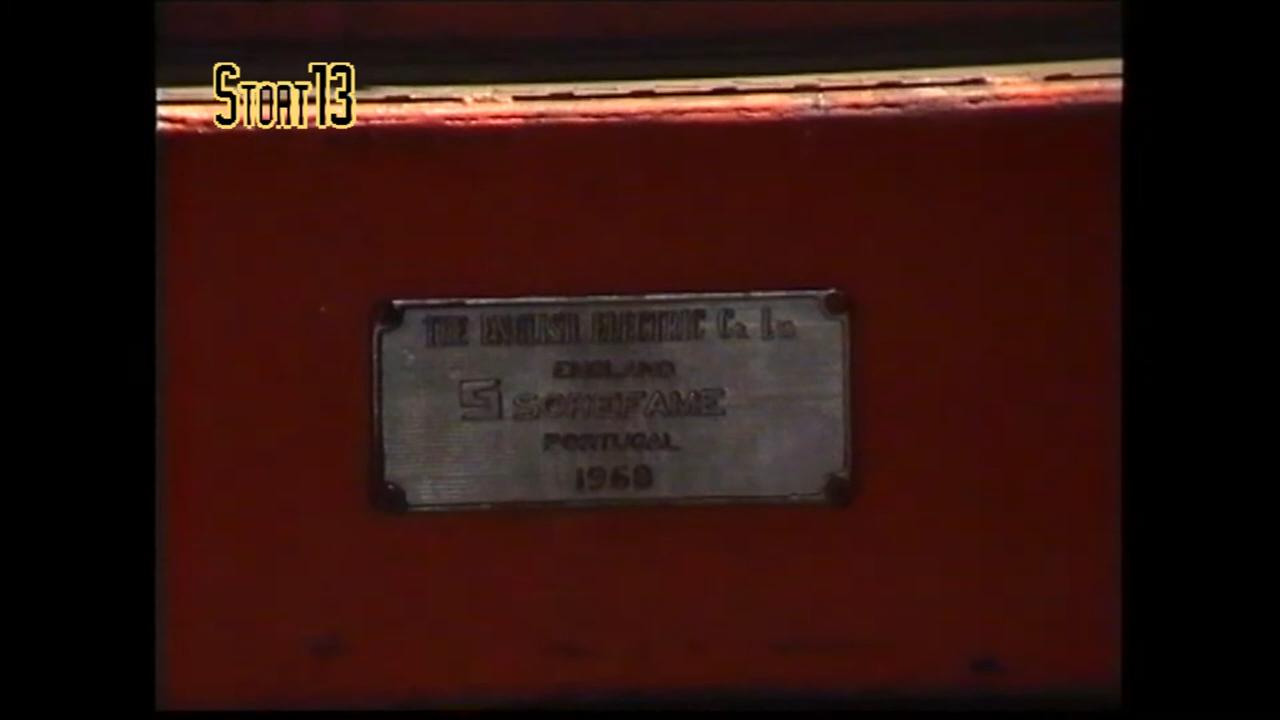 Stort13
THE ENGLISH ELECTRIC Co. Ltd
ENGLAND
SOREFAME
PORTUGAL
1968